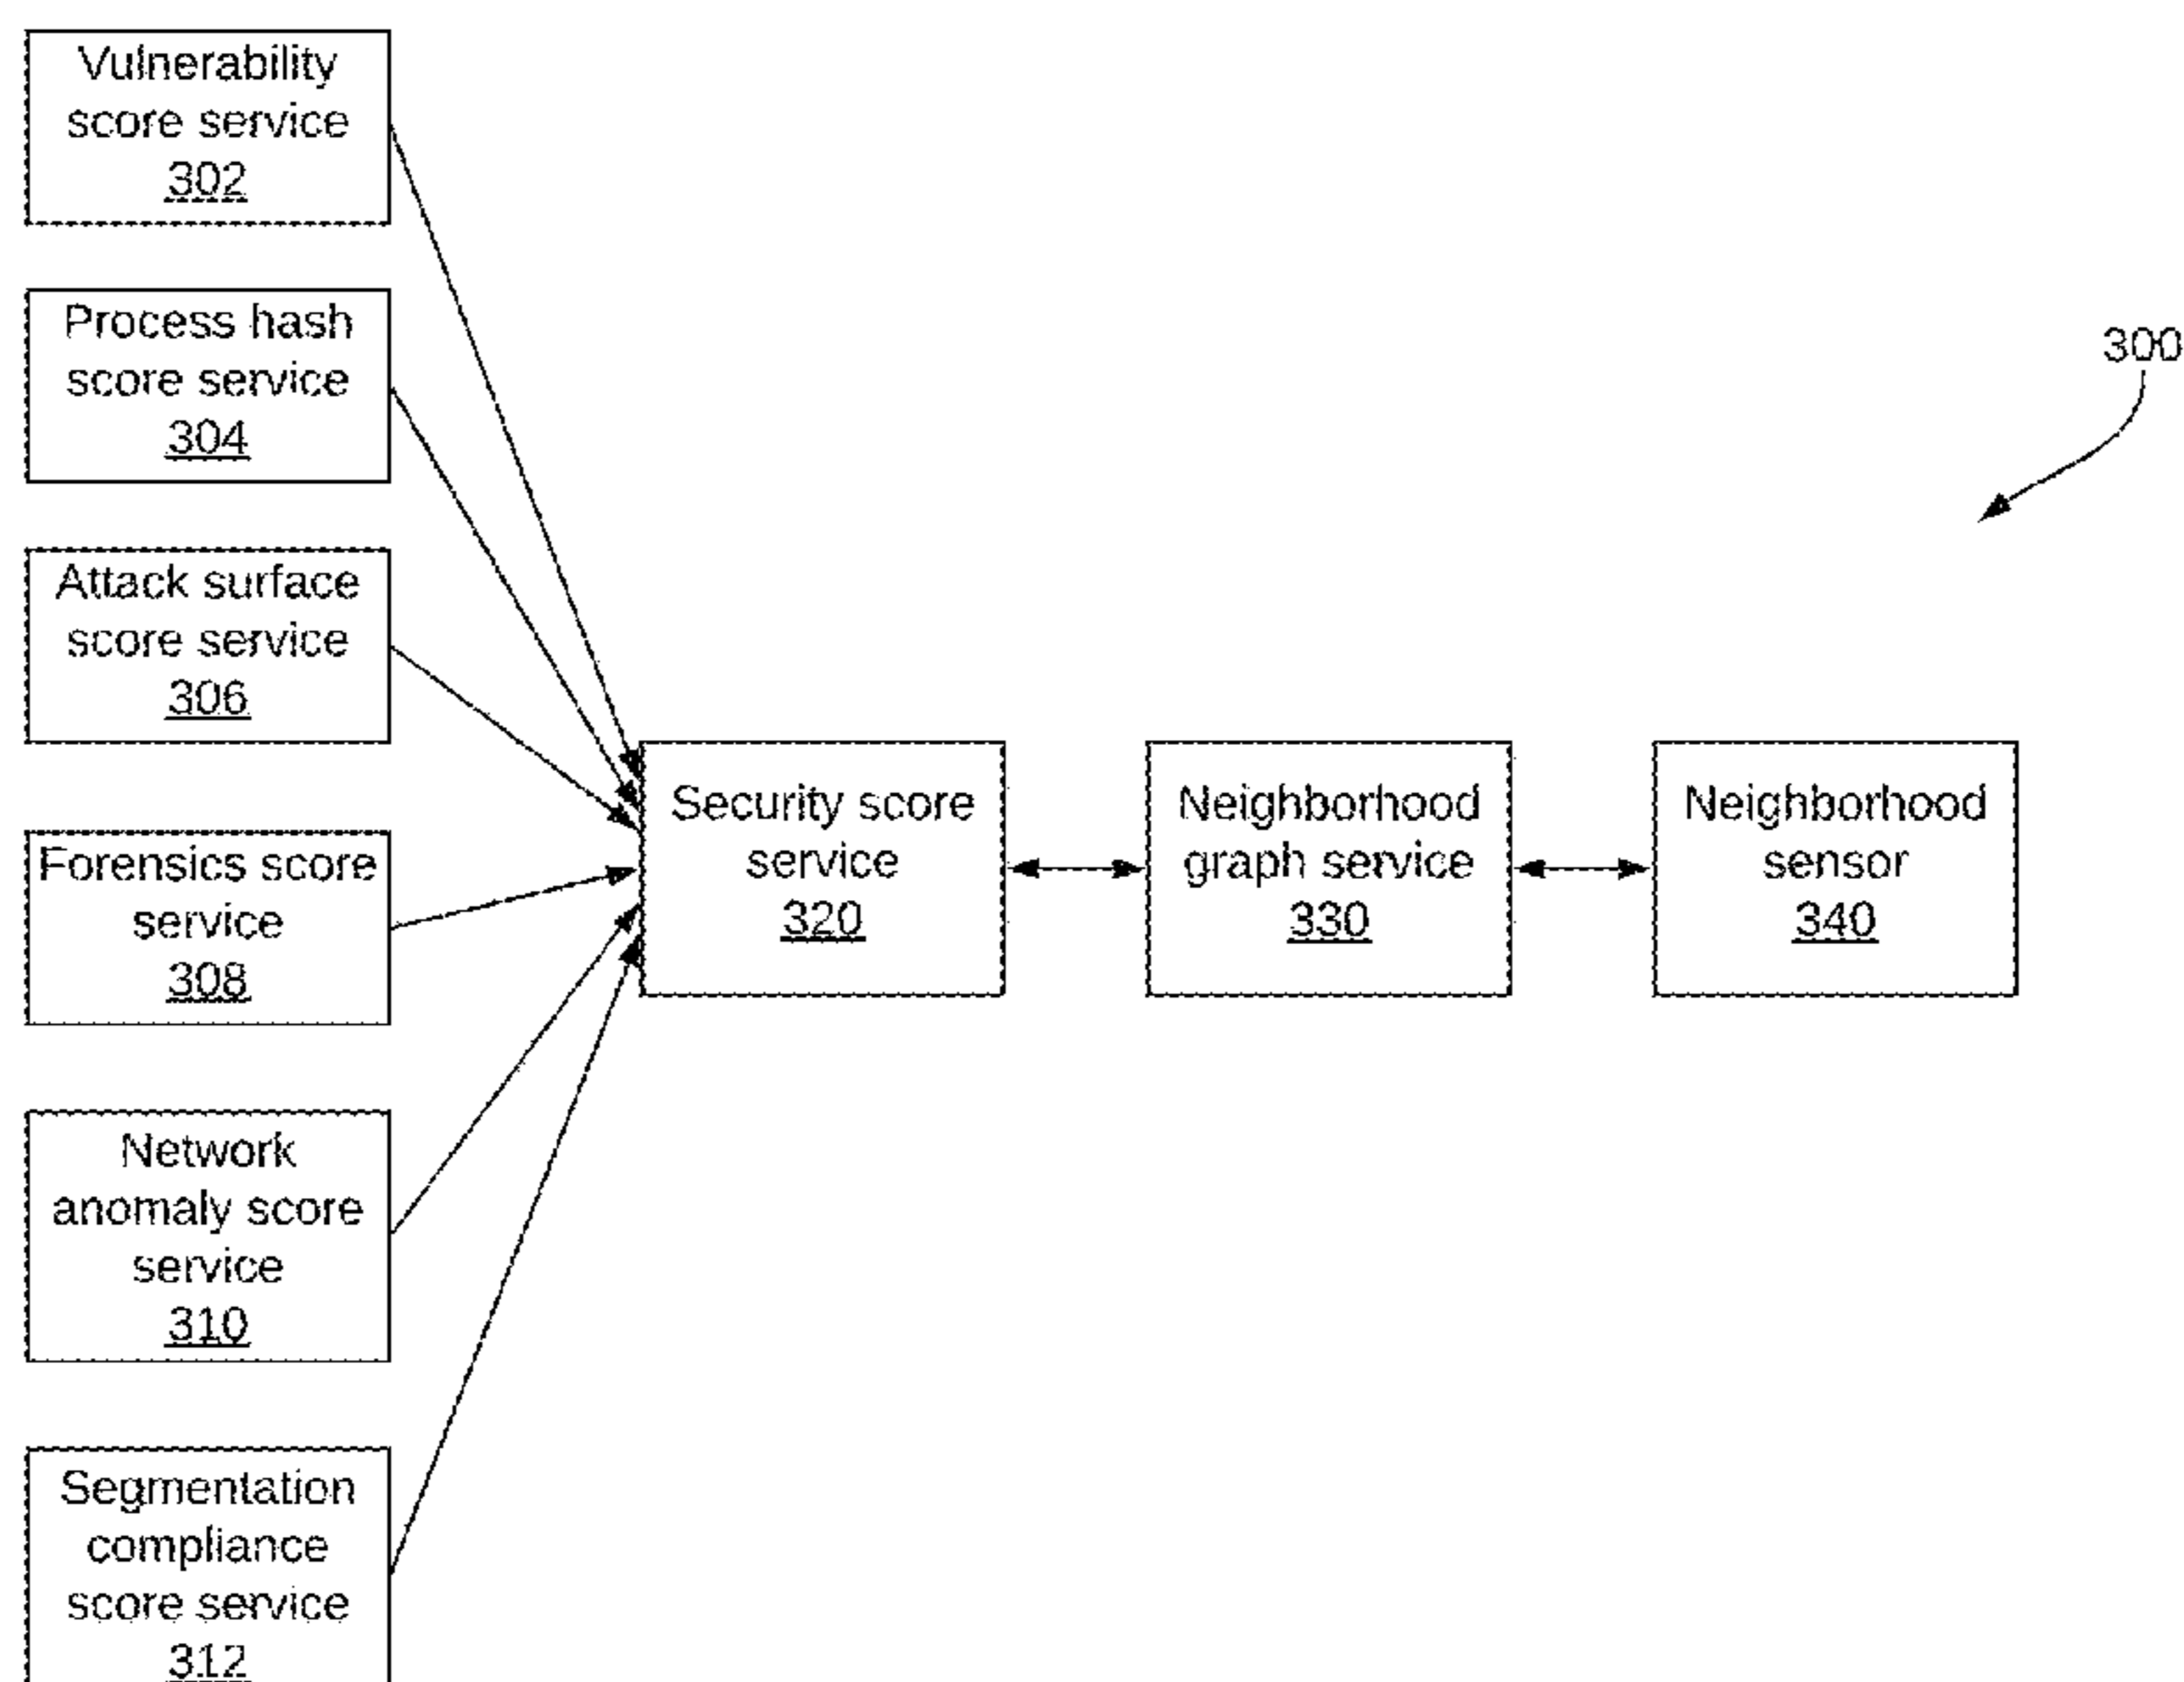 Vulnerability
score service
302
Process hash
score service
304
300
Attack surface
score service
306
Security score
service
320
Neighborhood
graph service
330
Neighborhood
sensor
340
Forensics score
service
308
Network
anomaly score
service
310
Segmentation
compliance
score service
312